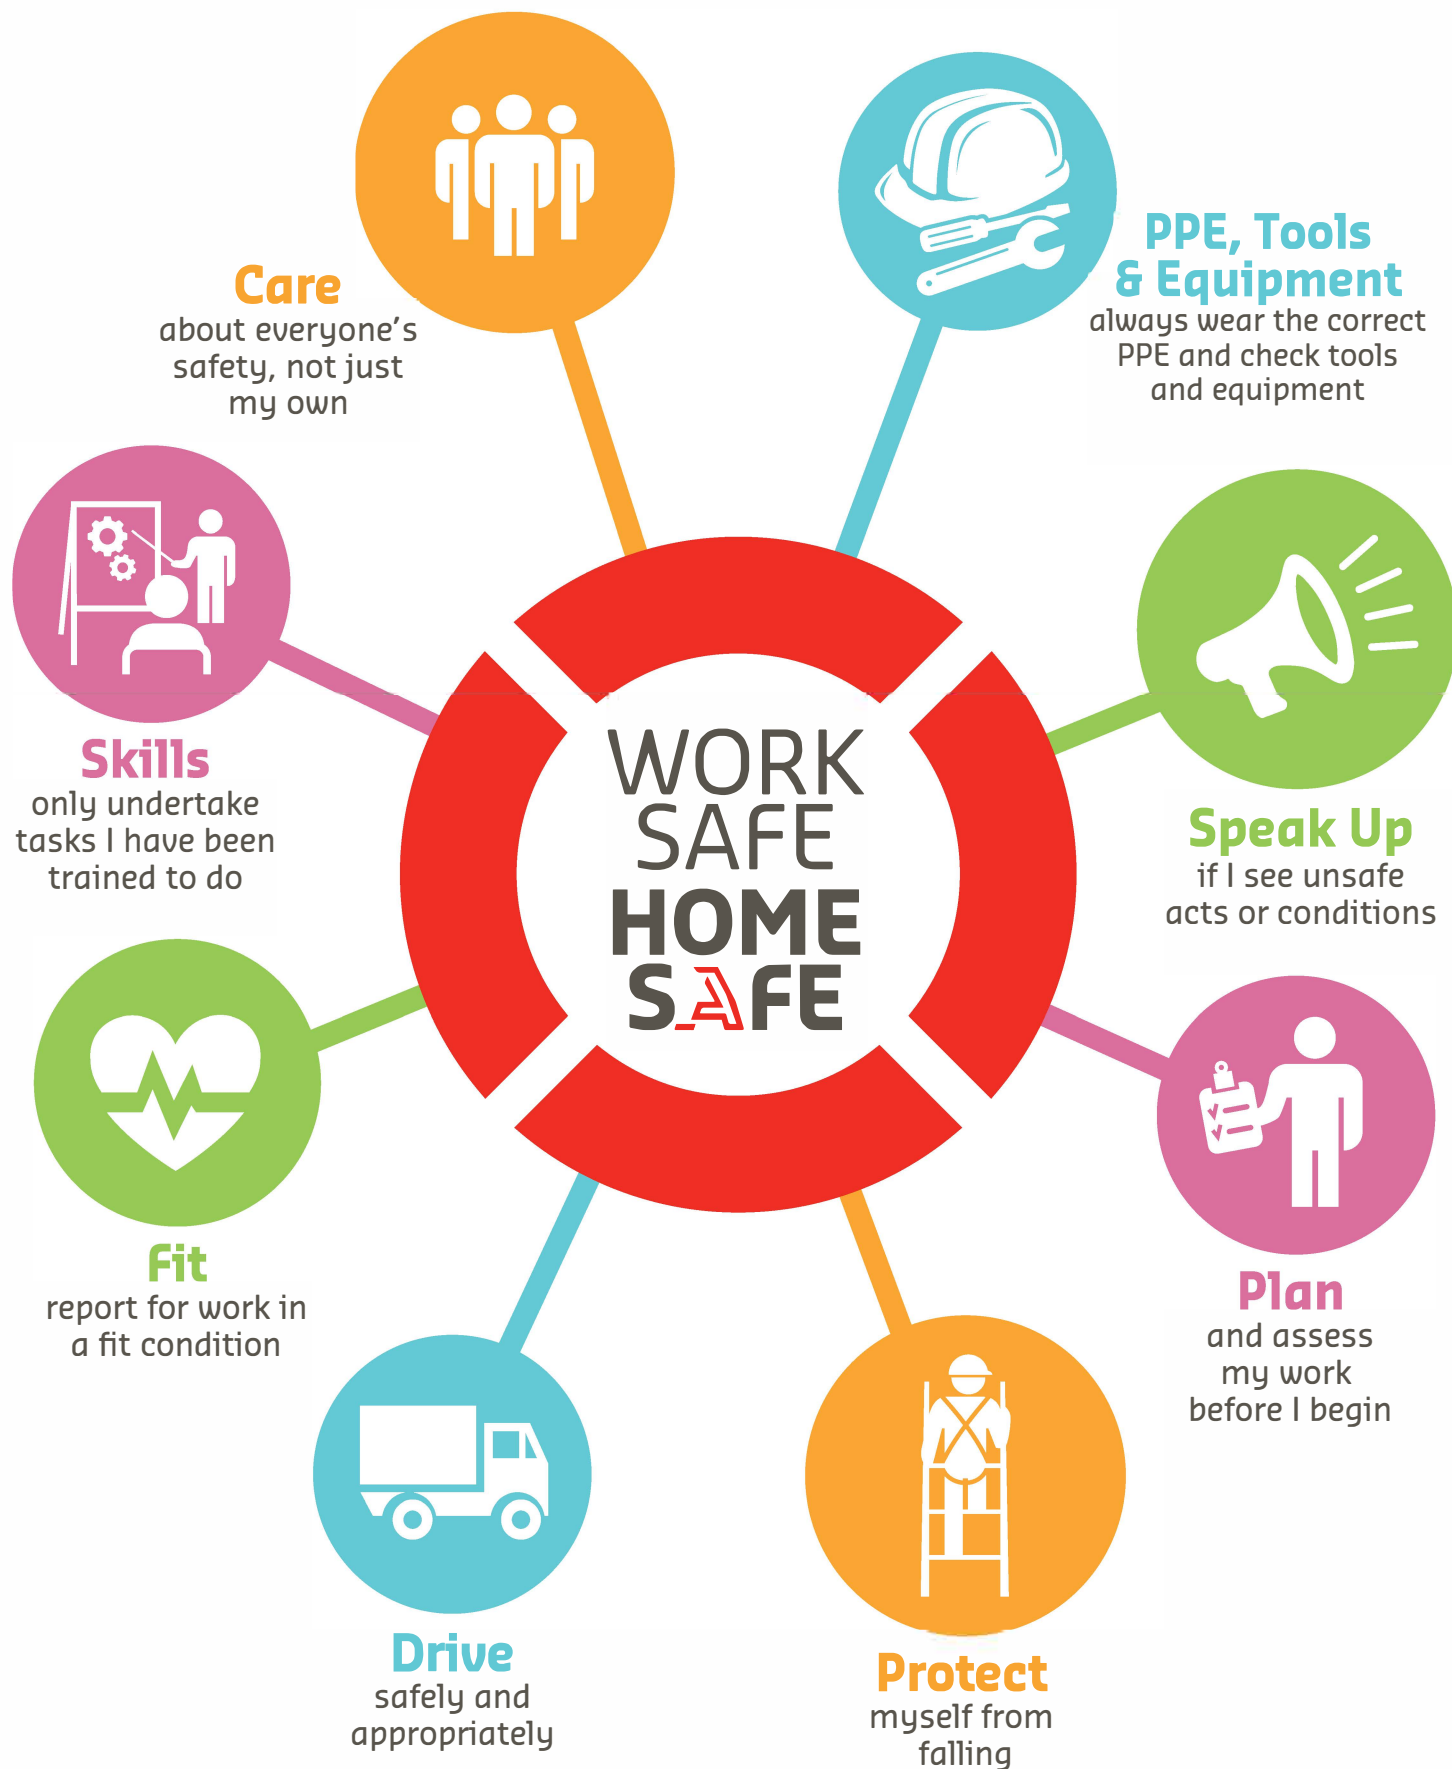 Care
about everyone's
safety, not just
my own
PPE, Tools
& Equipment
always wear the correct
PPE and check tools
and equipment
Skills
only undertake
tasks I have been
trained to do
WORK
SAFE
HOME
SAFE
Speak Up
if I see unsafe
acts or conditions
Fit
report for work in
a fit condition
Plan
and assess
my work
before I begin
Drive
safely and
appropriately
Protect
myself from
falling